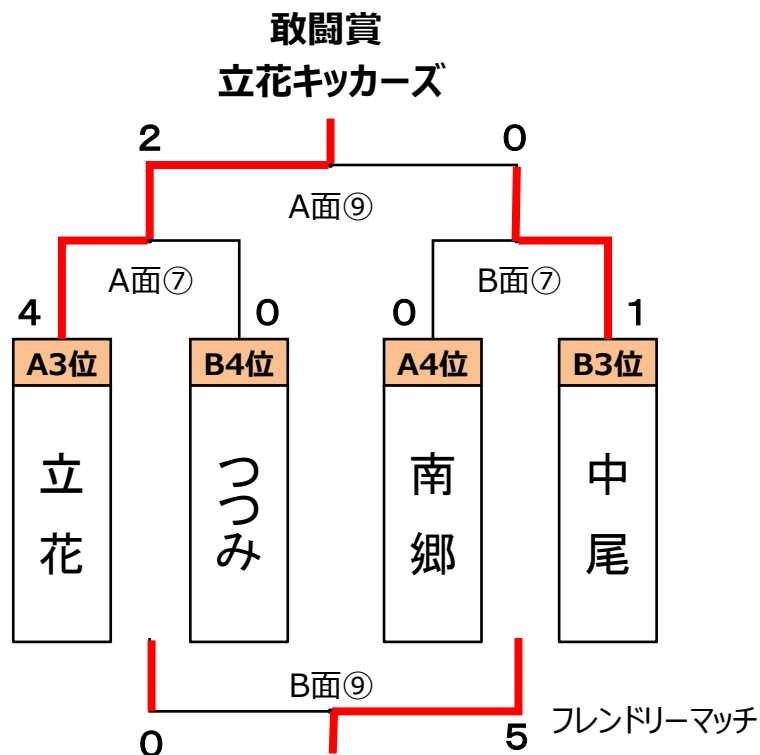 敢闘賞
立花キッカーズ
2 0
A面⑨
A面⑦ B面⑦
4 0 0 1
A3位 B4位 A4位 B3位
立花 つつみ 南郷 中尾
B面⑨
0 5 フレンドリーマッチ